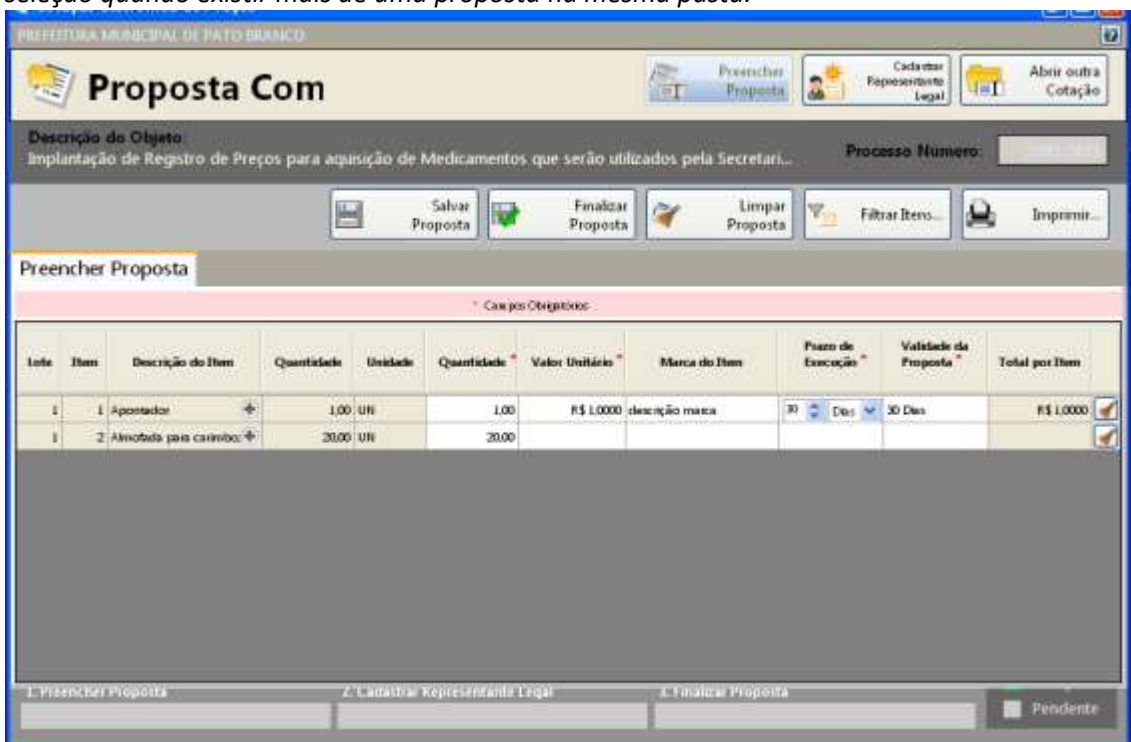 seleção quando existir mais de uma proposta na mesma pasta.
PREFEITURA MUNICIPAL DE PATO BRANCO
Proposta Com
Preencher Proposta
Cadastrar Representante Legal
Abrir outra Cotação
Descrição do Objeto:
Implantação de Registro de Preços para aquisição de Medicamentos que serão utilizados pela Secretari...
Processo Numero:
Salvar Proposta
Finalizar Proposta
Limpar Proposta
Filtrar Itens...
Imprimir...
Preencher Proposta
* Campos Obrigatórios
Lote Item Descrição do Item Quantidade Unidade Quantidade * Valor Unitário * Marca do Item Prazo de Execução * Validade da Proposta * Total por Item
1 1 Apontador 1,00 UN 1,00 R$ 1,0000 descrição marca 30 Dias 30 Dias R$ 1,0000
1 2 Almofada para carimbo: 20,00 UN 20,00
1. Preencher Proposta 2. Cadastrar Representante Legal 3. Finalizar Proposta
Pendente